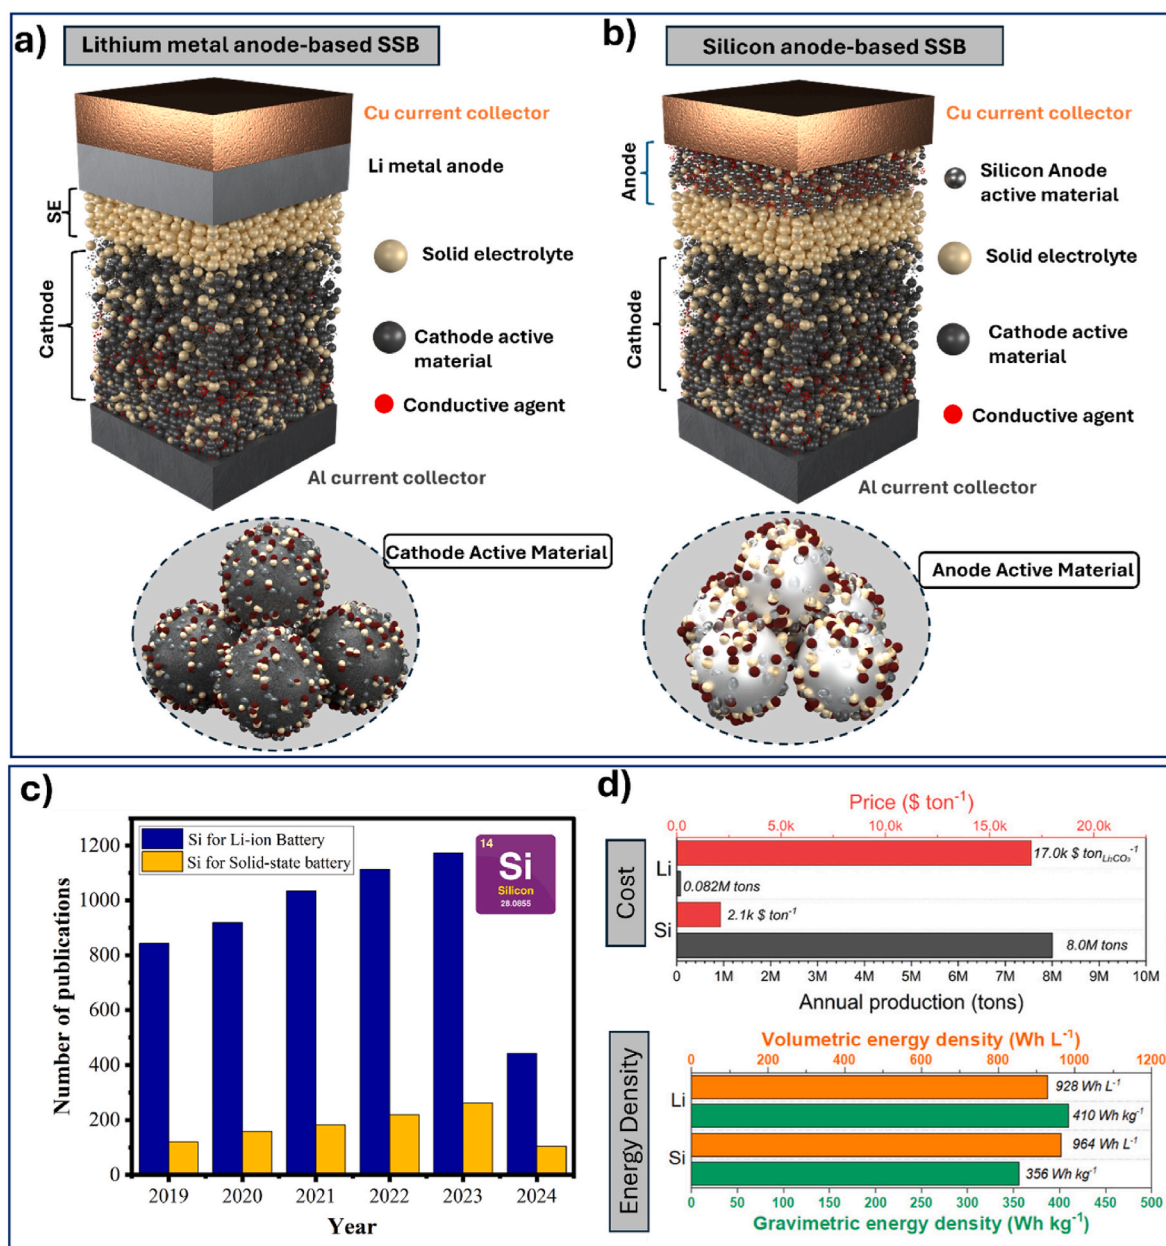 a)
Lithium metal anode-based SSB
Cu current collector
Li metal anode
SE
Solid electrolyte
Cathode
Cathode active
material
Conductive agent
Al current collector
Cathode Active Material
b)
Silicon anode-based SSB
Cu current collector
Anode
Silicon Anode
active material
Solid electrolyte
Cathode
Cathode active
material
Conductive agent
Al current collector
Anode Active Material
c)
Si for Li-ion Battery
Si for Solid-state battery
14
Si
Silicon
28.0855
Number of publications
1200
1000
800
600
400
200
0
2019 2020 2021 2022 2023 2024
Year
d)
Price ($ ton⁻¹)
0.0 5.0k 10.0k 15.0k 20.0k
Cost
Li
17.0k $ ton Li₂CO₃⁻¹
0.082M tons
Si
2.1k $ ton⁻¹
8.0M tons
0 1M 2M 3M 4M 5M 6M 7M 8M 9M 10M
Annual production (tons)
Volumetric energy density (Wh L⁻¹)
0 200 400 600 800 1000 1200
Energy Density
Li
928 Wh L⁻¹
410 Wh kg⁻¹
Si
964 Wh L⁻¹
356 Wh kg⁻¹
0 50 100 150 200 250 300 350 400 450 500
Gravimetric energy density (Wh kg⁻¹)